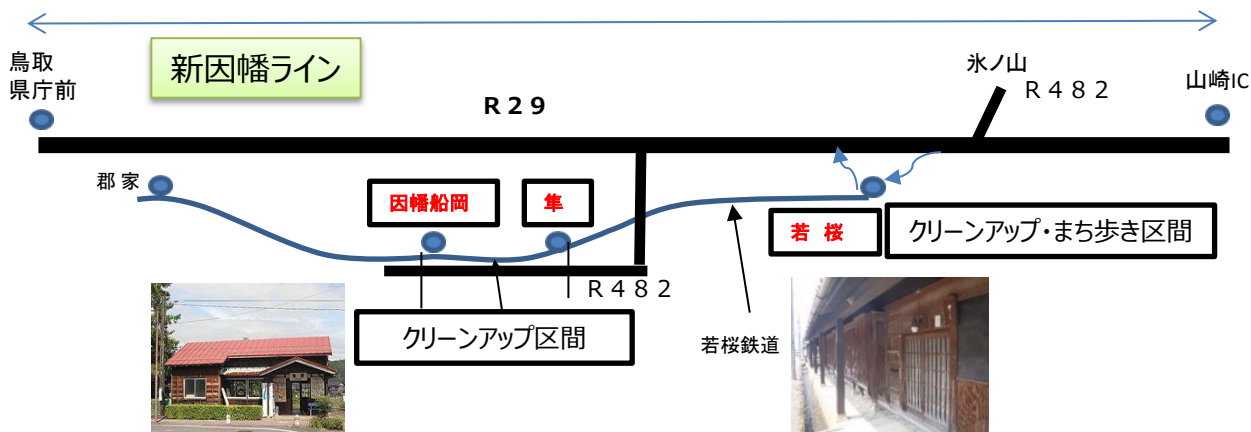 鳥取
県庁前
新因幡ライン
R29
氷ノ山
R482
山崎IC
郡家
因幡船岡
隼
若 桜
クリーンアップ・まち歩き区間
R482
クリーンアップ区間
若桜鉄道